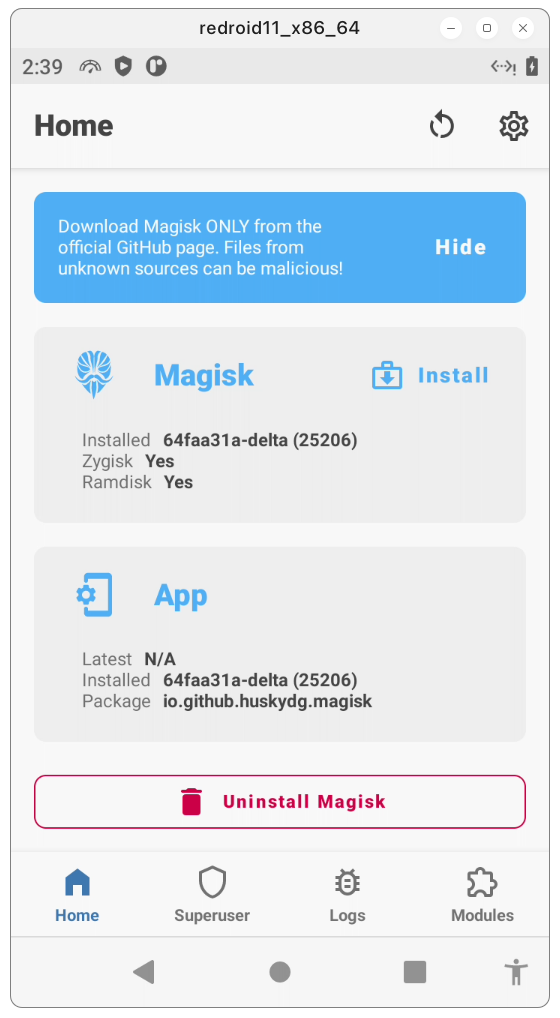 redroid11_x86_64
2:39
Home
Download Magisk ONLY from the
official GitHub page. Files from
unknown sources can be malicious!
Hide
Magisk
Install
Installed 64faa31a-delta (25206)
Zygisk Yes
Ramdisk Yes
App
Latest N/A
Installed 64faa31a-delta (25206)
Package io.github.huskydg.magisk
Uninstall Magisk
Home
Superuser
Logs
Modules